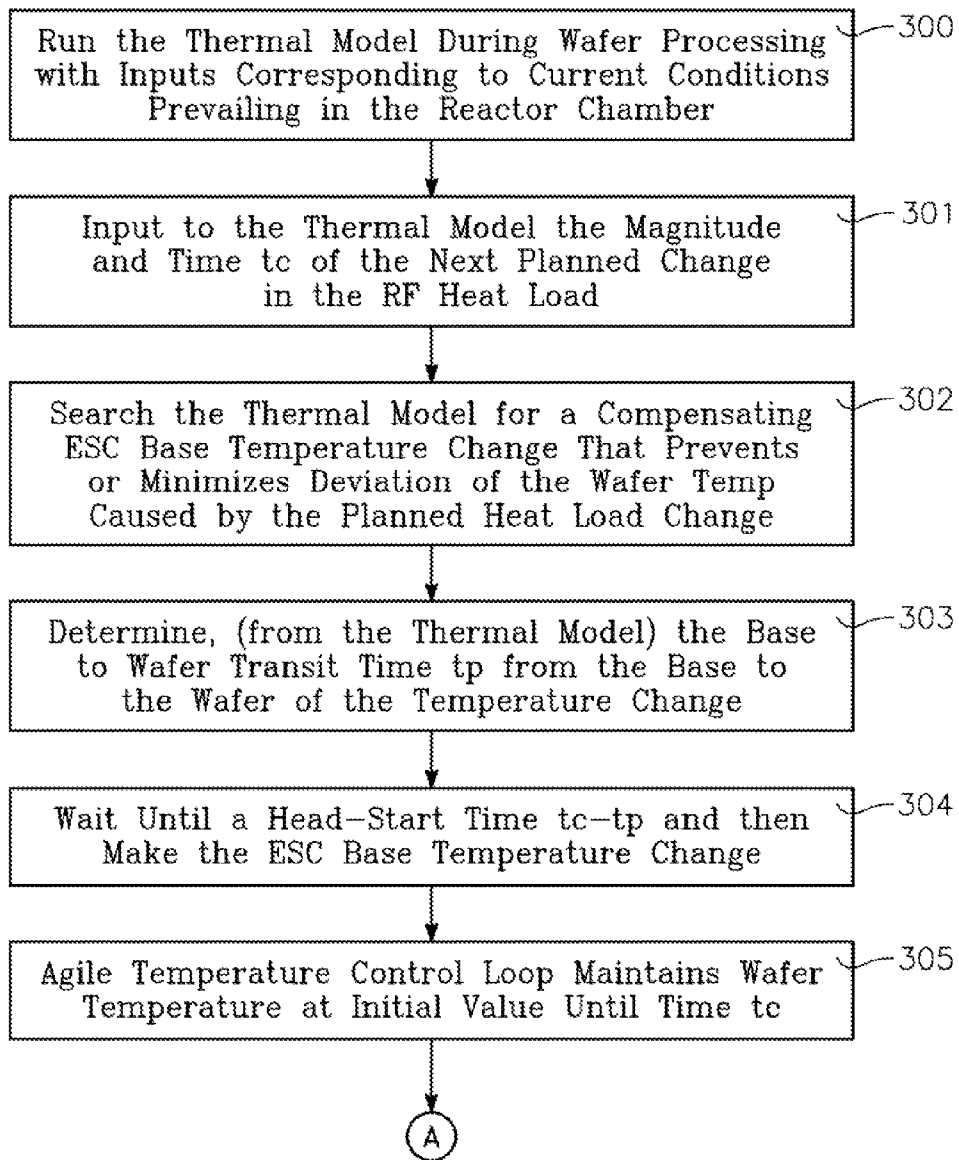 Run the Thermal Model During Wafer Processing
with Inputs Corresponding to Current Conditions
Prevailing in the Reactor Chamber
300
Input to the Thermal Model the Magnitude
and Time tc of the Next Planned Change
in the RF Heat Load
301
Search the Thermal Model for a Compensating
ESC Base Temperature Change That Prevents
or Minimizes Deviation of the Wafer Temp
Caused by the Planned Heat Load Change
302
Determine, (from the Thermal Model) the Base
to Wafer Transit Time tp from the Base to
the Wafer of the Temperature Change
303
Wait Until a Head-Start Time tc-tp and then
Make the ESC Base Temperature Change
304
Agile Temperature Control Loop Maintains Wafer
Temperature at Initial Value Until Time tc
305
A